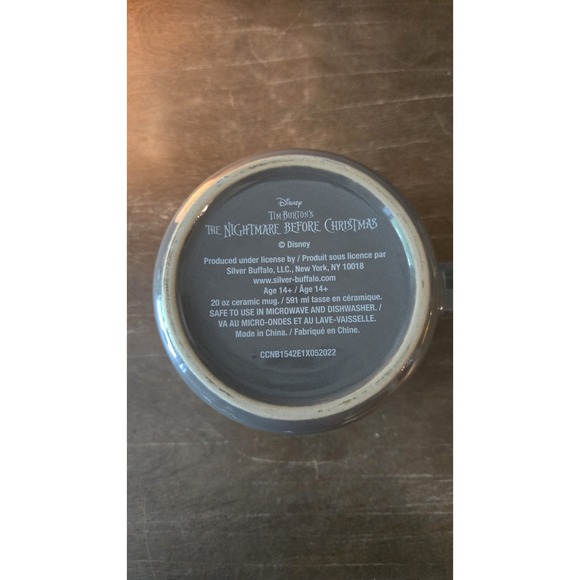 Disney
TIM BURTON'S
THE NIGHTMARE BEFORE CHRISTMAS
© Disney
Produced under license by / Produit sous licence par
Silver Buffalo, LLC., New York, NY 10018
www.silver-buffalo.com
Age 14+ / Âge 14+
20 oz ceramic mug. / 591 ml tasse en céramique.
SAFE TO USE IN MICROWAVE AND DISHWASHER. /
VA AU MICRO-ONDES ET AU LAVE-VAISSELLE.
Made in China. / Fabriqué en Chine.
CCNB1542E1X052022